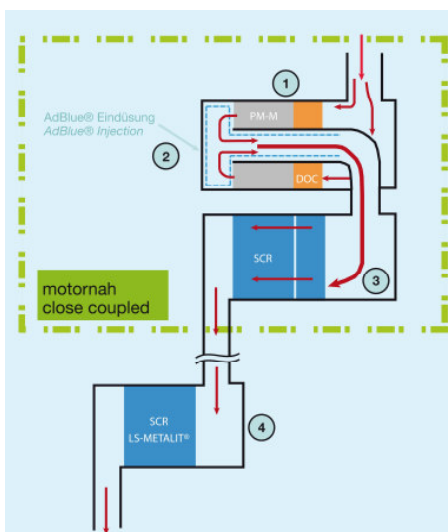 1
PM-M
AdBlue® Eindüsung
AdBlue® Injection
2
DOC
SCR
3
motornah
close coupled
SCR
LS-METALIT®
4